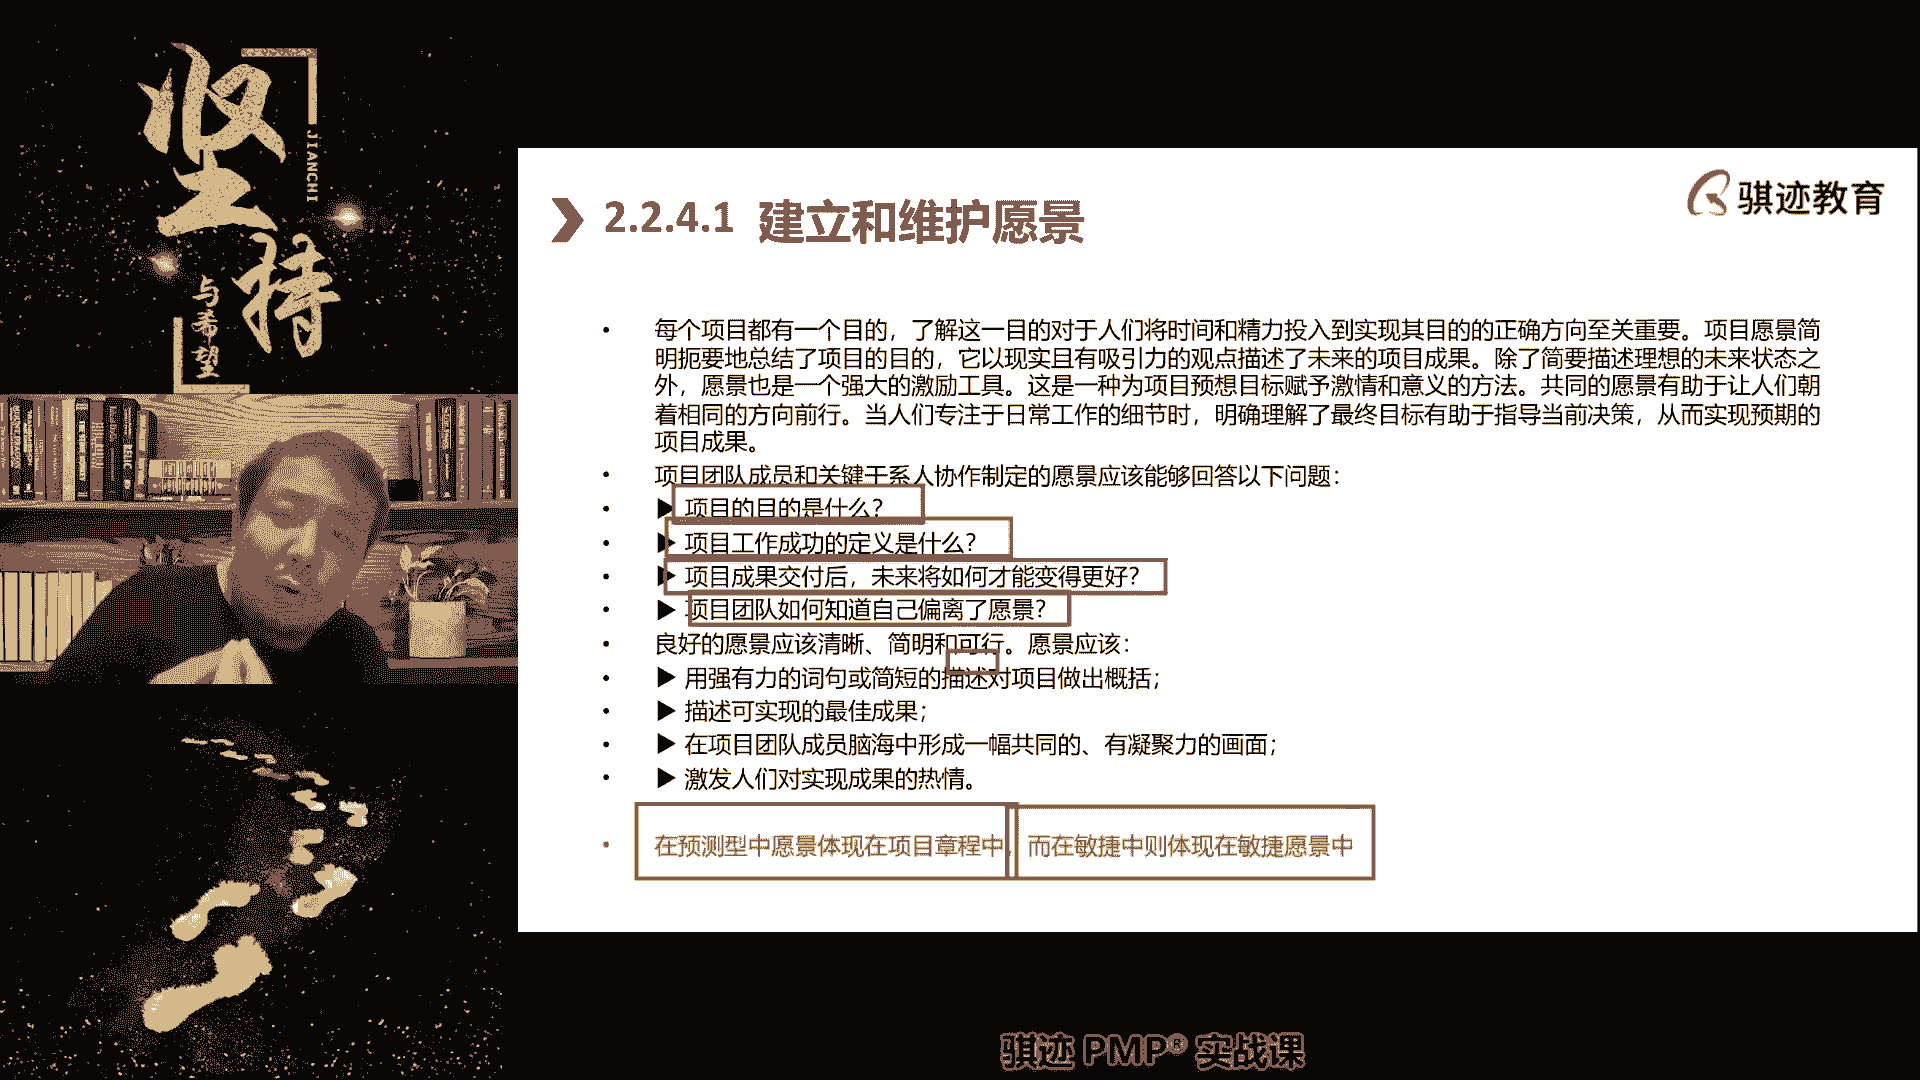 坚持
JIANCHI
与希望
骐迹教育
2.2.4.1 建立和维护愿景
• 每个项目都有一个目的，了解这一目的对于人们将时间和精力投入到实现其目的的正确方向至关重要。项目愿景简
明扼要地总结了项目的目的，它以现实且有吸引力的观点描述了未来的项目成果。除了简要描述理想的未来状态之
外，愿景也是一个强大的激励工具。这是一种为项目预想目标赋予激情和意义的方法。共同的愿景有助于让人们朝
着相同的方向前行。当人们专注于日常工作的细节时，明确理解了最终目标有助于指导当前决策，从而实现预期的
项目成果。
• 项目团队成员和关键干系人协作制定的愿景应该能够回答以下问题：
• ▶ 项目的目的是什么？
• ▶ 项目工作成功的定义是什么？
• ▶ 项目成果交付后，未来将如何才能变得更好？
• ▶ 项目团队如何知道自己偏离了愿景？
• 良好的愿景应该清晰、简明和可行。愿景应该：
• ▶ 用强有力的词句或简短的描述对项目做出概括；
• ▶ 描述可实现的最佳成果；
• ▶ 在项目团队成员脑海中形成一幅共同的、有凝聚力的画面；
• ▶ 激发人们对实现成果的热情。
• 在预测型中愿景体现在项目章程中，而在敏捷中则体现在敏捷愿景中
骐迹 PMP® 实战课